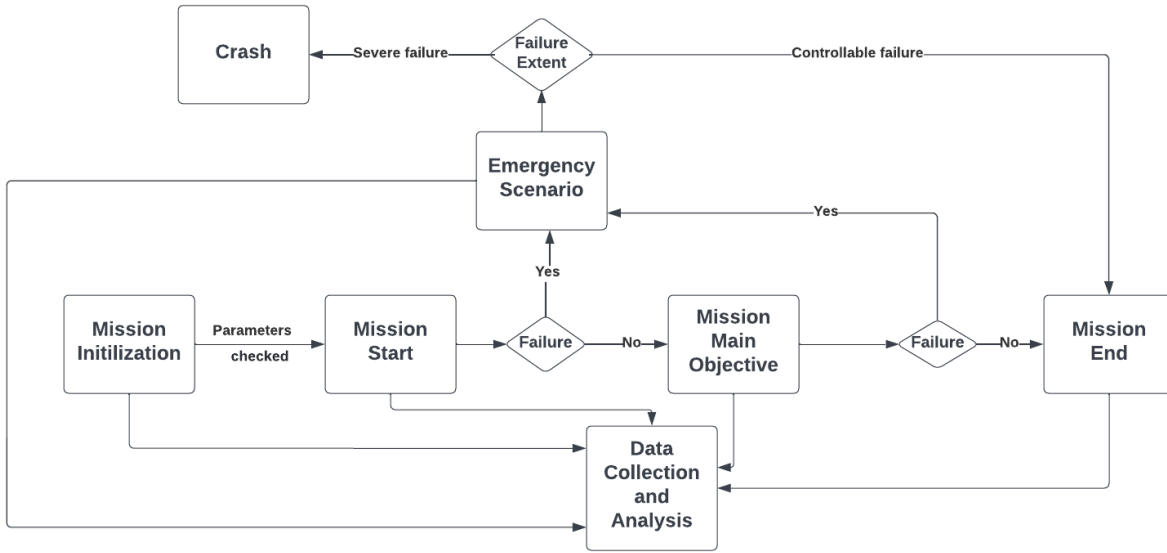 Crash
Severe failure
Failure
Extent
Controllable failure
Emergency
Scenario
Yes
Yes
Mission
Initilization
Parameters
checked
Mission
Start
Failure
No
Mission
Main
Objective
Failure
No
Mission
End
Data
Collection
and
Analysis